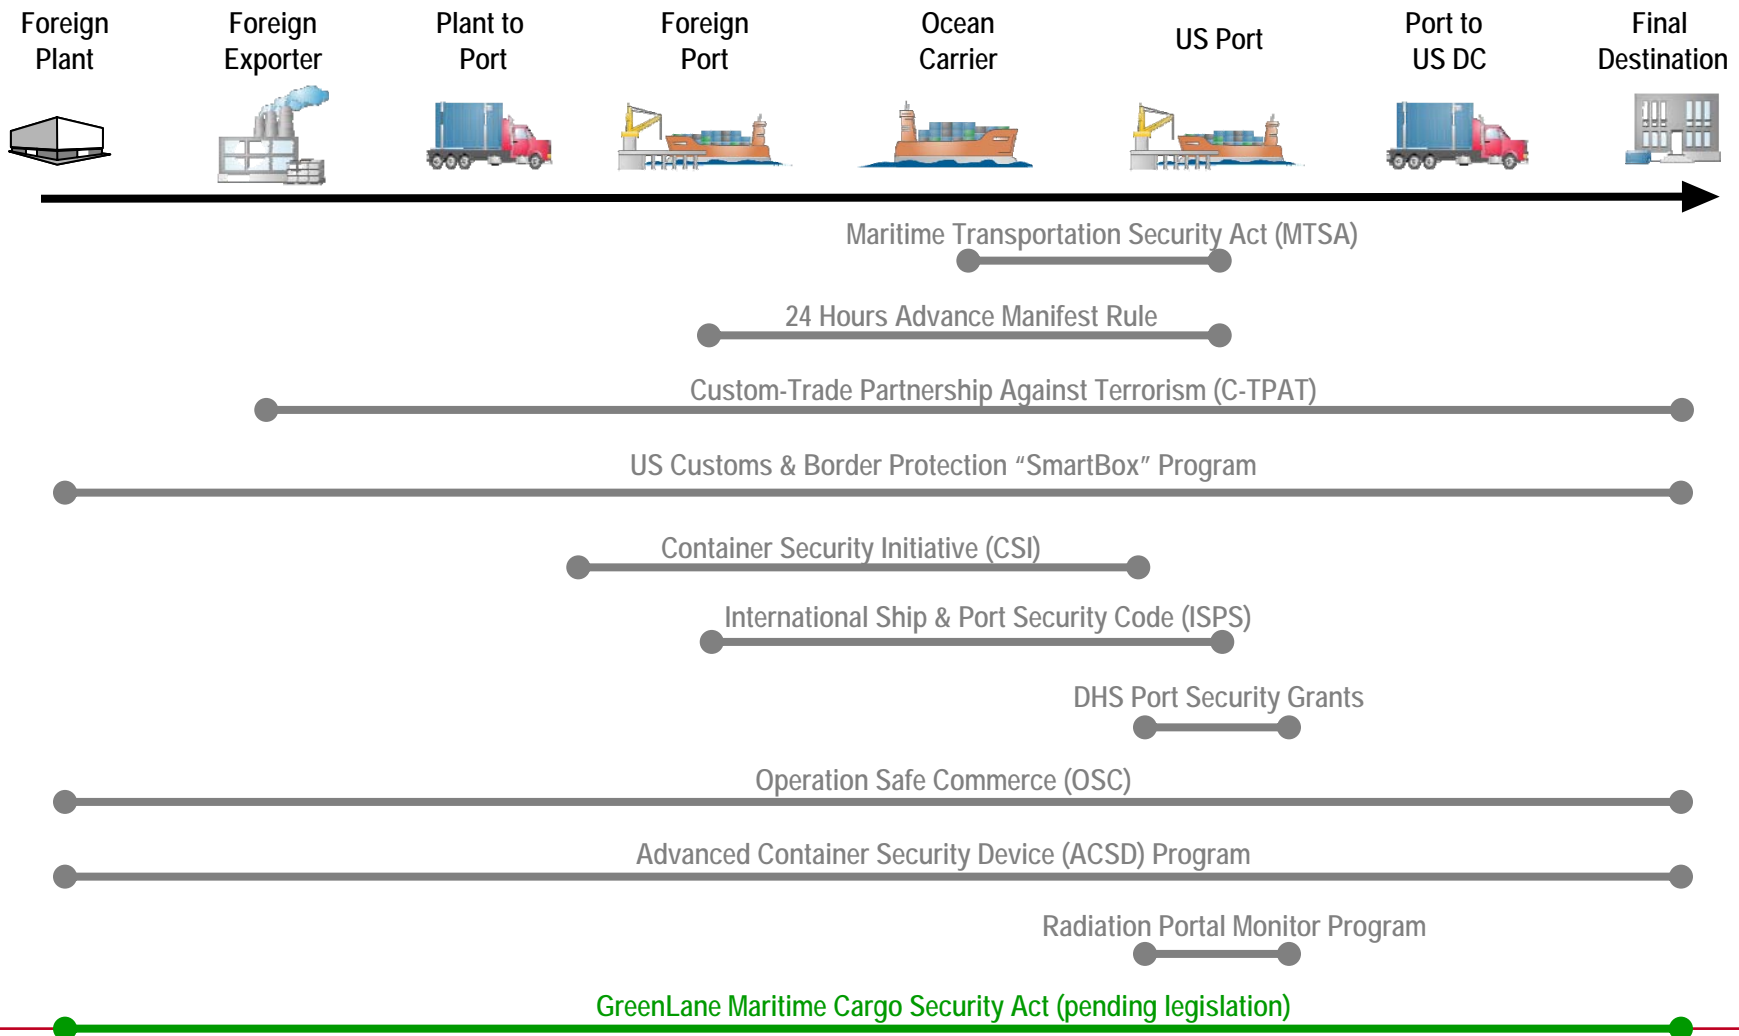 Foreign
Plant
Foreign
Exporter
Plant to
Port
Foreign
Port
Ocean
Carrier
US Port
Port to
US DC
Final
Destination
Maritime Transportation Security Act (MTSA)
24 Hours Advance Manifest Rule
Custom-Trade Partnership Against Terrorism (C-TPAT)
US Customs & Border Protection “SmartBox” Program
Container Security Initiative (CSI)
International Ship & Port Security Code (ISPS)
DHS Port Security Grants
Operation Safe Commerce (OSC)
Advanced Container Security Device (ACSD) Program
Radiation Portal Monitor Program
GreenLane Maritime Cargo Security Act (pending legislation)